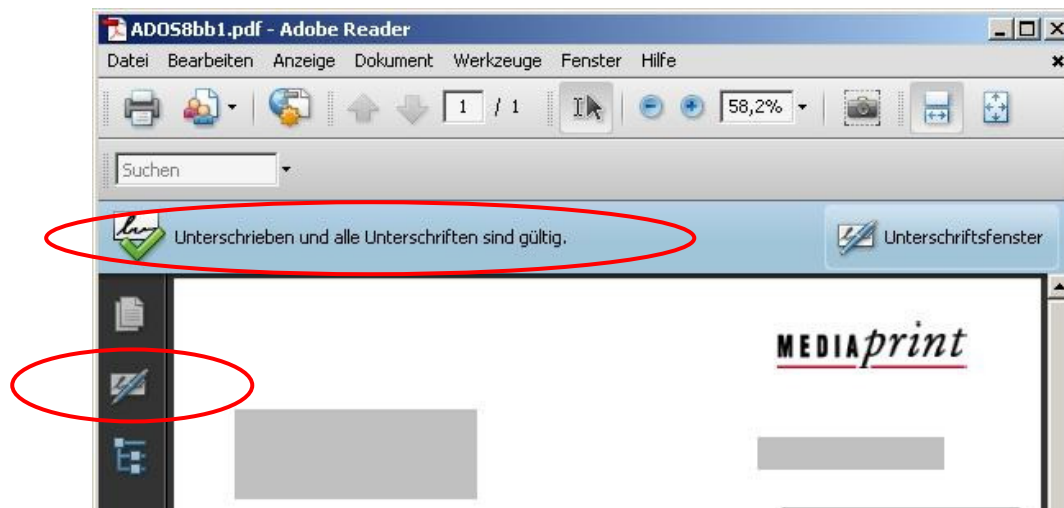 ADOS8bb1.pdf - Adobe Reader
Datei Bearbeiten Anzeige Dokument Werkzeuge Fenster Hilfe
1 / 1 58,2%
Suchen
Unterschrieben und alle Unterschriften sind gültig. Unterschriftsfenster
MEDIAprint